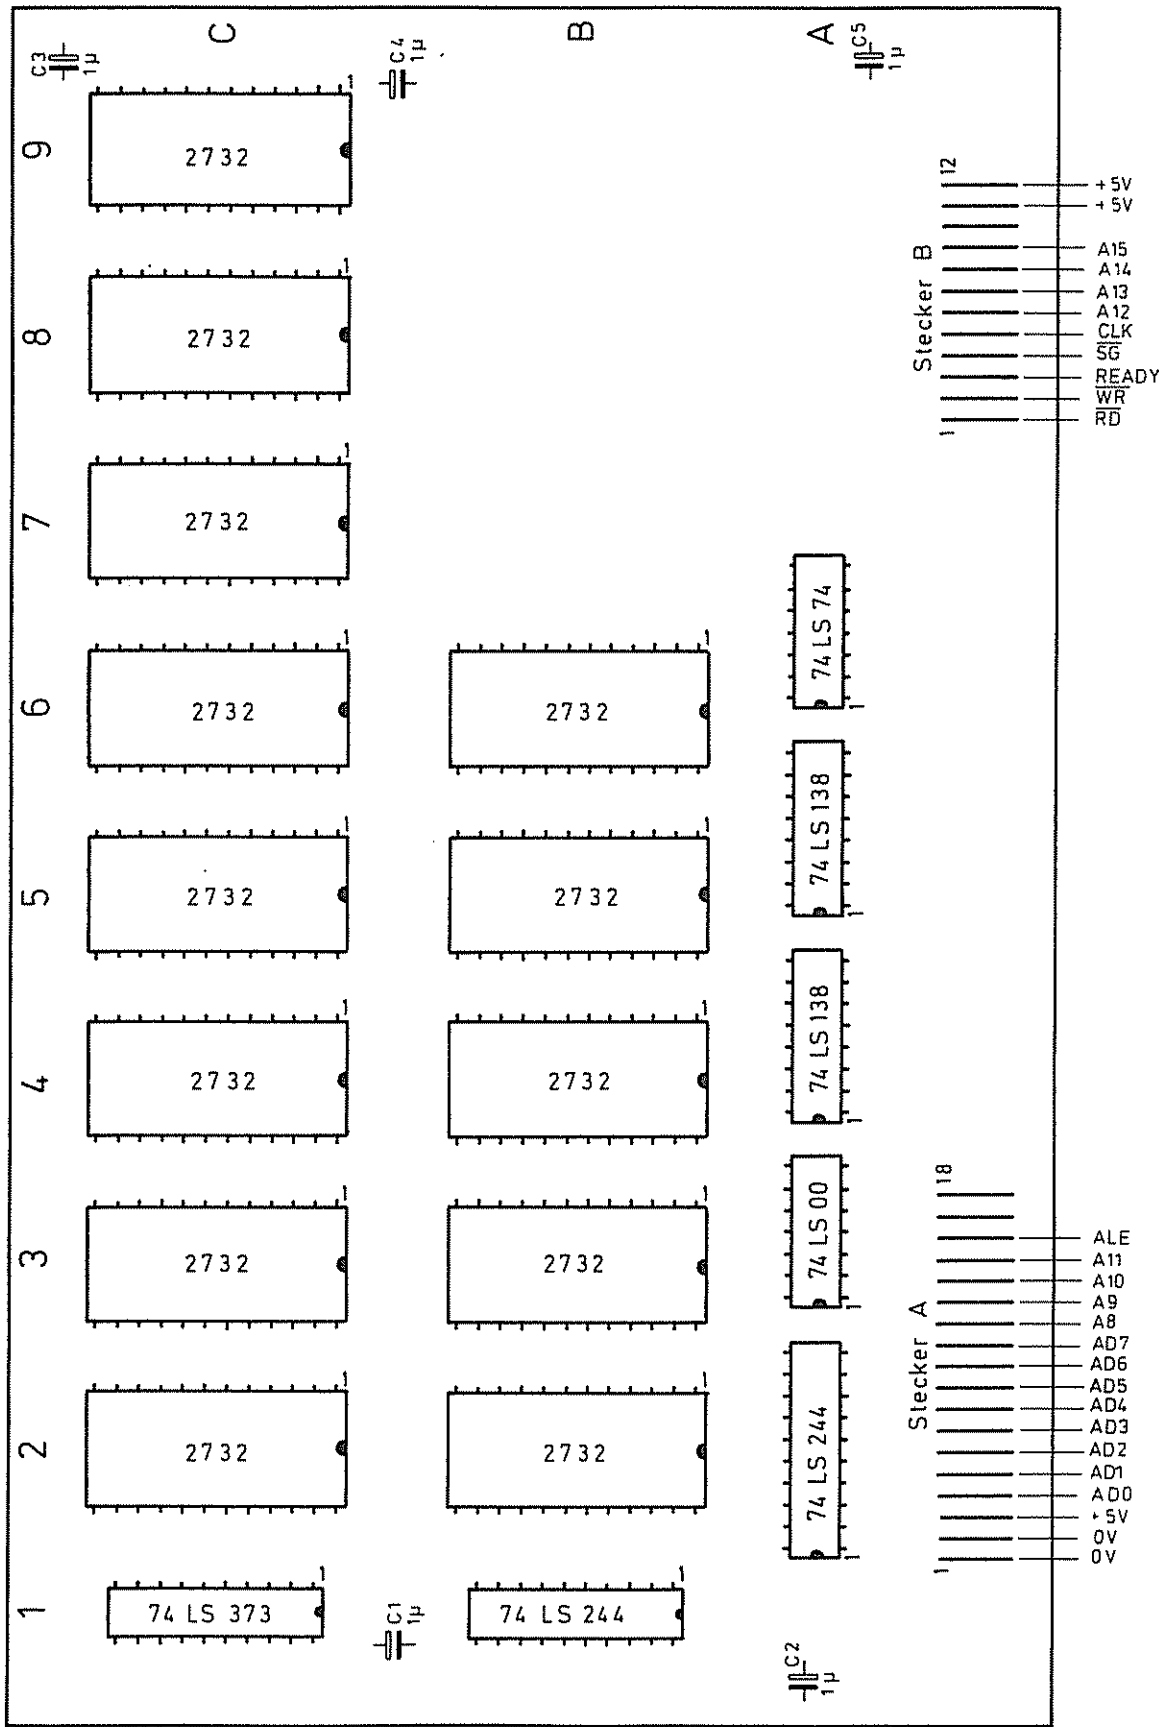 C B A
C3 1µ
C4 1µ
C5 1µ
9 2732 1
8 2732 1
7 2732 1
6 2732 1 2732 1 74 LS 74 1
5 2732 1 2732 1 74 LS 138 1
4 2732 1 2732 1 74 LS 138 1
3 2732 1 2732 1 74 LS 00 1
2 2732 1 2732 1 74 LS 244 1
1 74 LS 373 1 74 LS 244 1
C1 1µ
C2 1µ
Stecker B
12
+5V
+5V
A15
A14
A13
A12
CLK
S̅G̅
READY
W̅R̅
R̅D̅
1
Stecker A
18
ALE
A11
A10
A9
A8
AD7
AD6
AD5
AD4
AD3
AD2
AD1
AD0
+5V
0V
0V
1